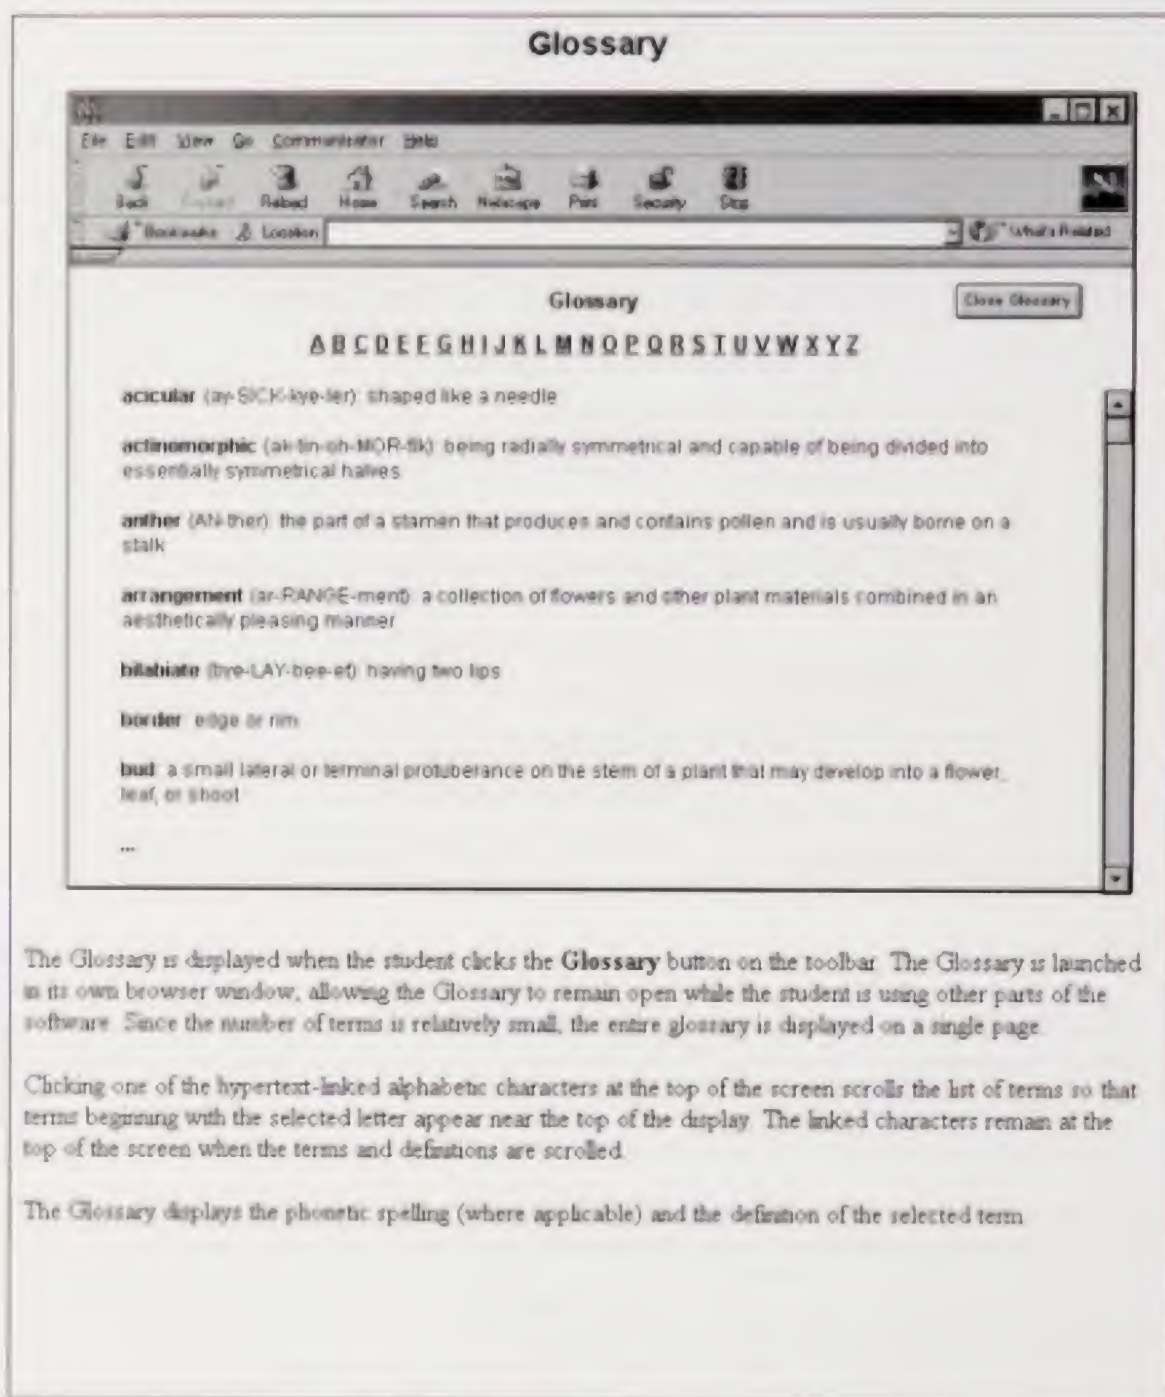 Glossary
File Edit View Go Communicator Help
Back Forward Reload Home Search Netscape Print Security Stop
Bookmarks Location What's Related
Glossary Close Glossary
A B C D E F G H I J K L M N O P Q R S T U V W X Y Z
acicular (ay-SICK-kye-ler): shaped like a needle
actinomorphic (ak-tin-oh-MOR-fik): being radially symmetrical and capable of being divided into
essentially symmetrical halves
anther (AN-ther): the part of a stamen that produces and contains pollen and is usually borne on a
stalk
arrangement (ar-RANGE-ment): a collection of flowers and other plant materials combined in an
aesthetically pleasing manner
bilabiate (bye-LAY-bee-et): having two lips
border: edge or rim
bud: a small lateral or terminal protuberance on the stem of a plant that may develop into a flower,
leaf, or shoot
...
The Glossary is displayed when the student clicks the Glossary button on the toolbar. The Glossary is launched
in its own browser window, allowing the Glossary to remain open while the student is using other parts of the
software. Since the number of terms is relatively small, the entire glossary is displayed on a single page.
Clicking one of the hypertext-linked alphabetic characters at the top of the screen scrolls the list of terms so that
terms beginning with the selected letter appear near the top of the display. The linked characters remain at the
top of the screen when the terms and definitions are scrolled.
The Glossary displays the phonetic spelling (where applicable) and the definition of the selected term.